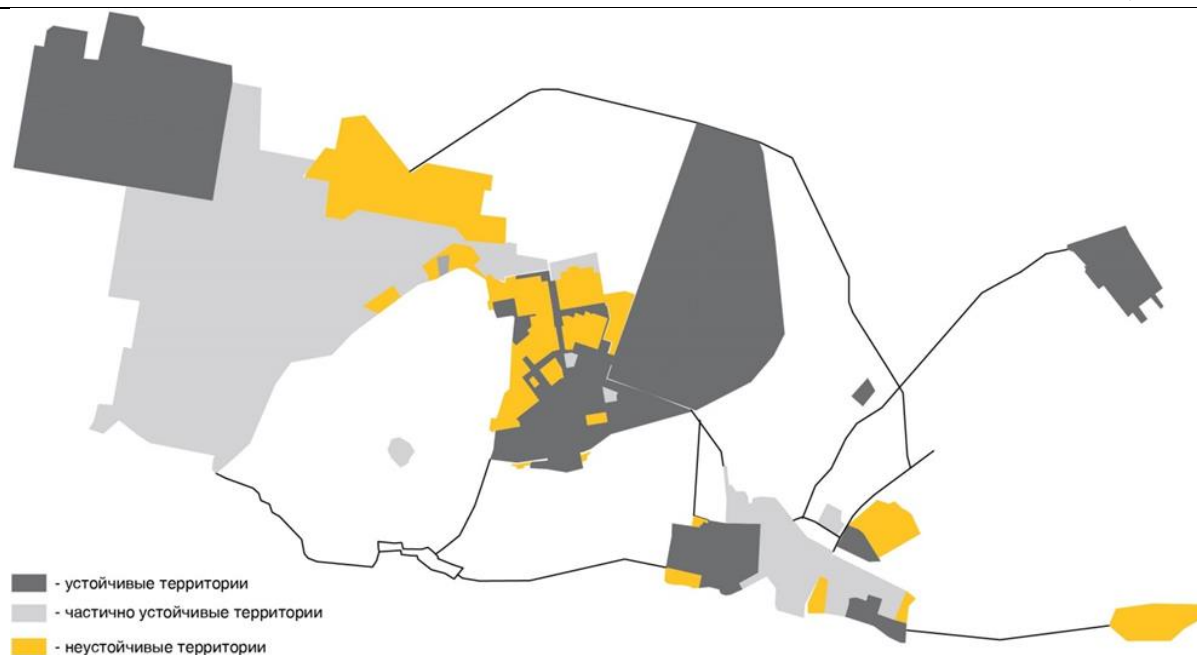 - устойчивые территории
- частично устойчивые территории
- неустойчивые территории